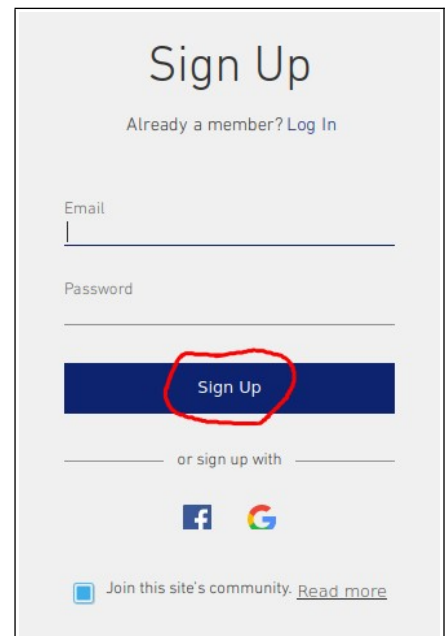 Sign Up
Already a member? Log In
Email
Password
Sign Up
or sign up with
Join this site's community. Read more